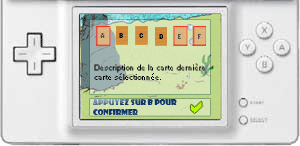 A B C D E F
Description de la carte dernière
carte sélectionnée.
APPUYEZ SUR B POUR
CONFIRMER
X
Y A
B
START
SELECT